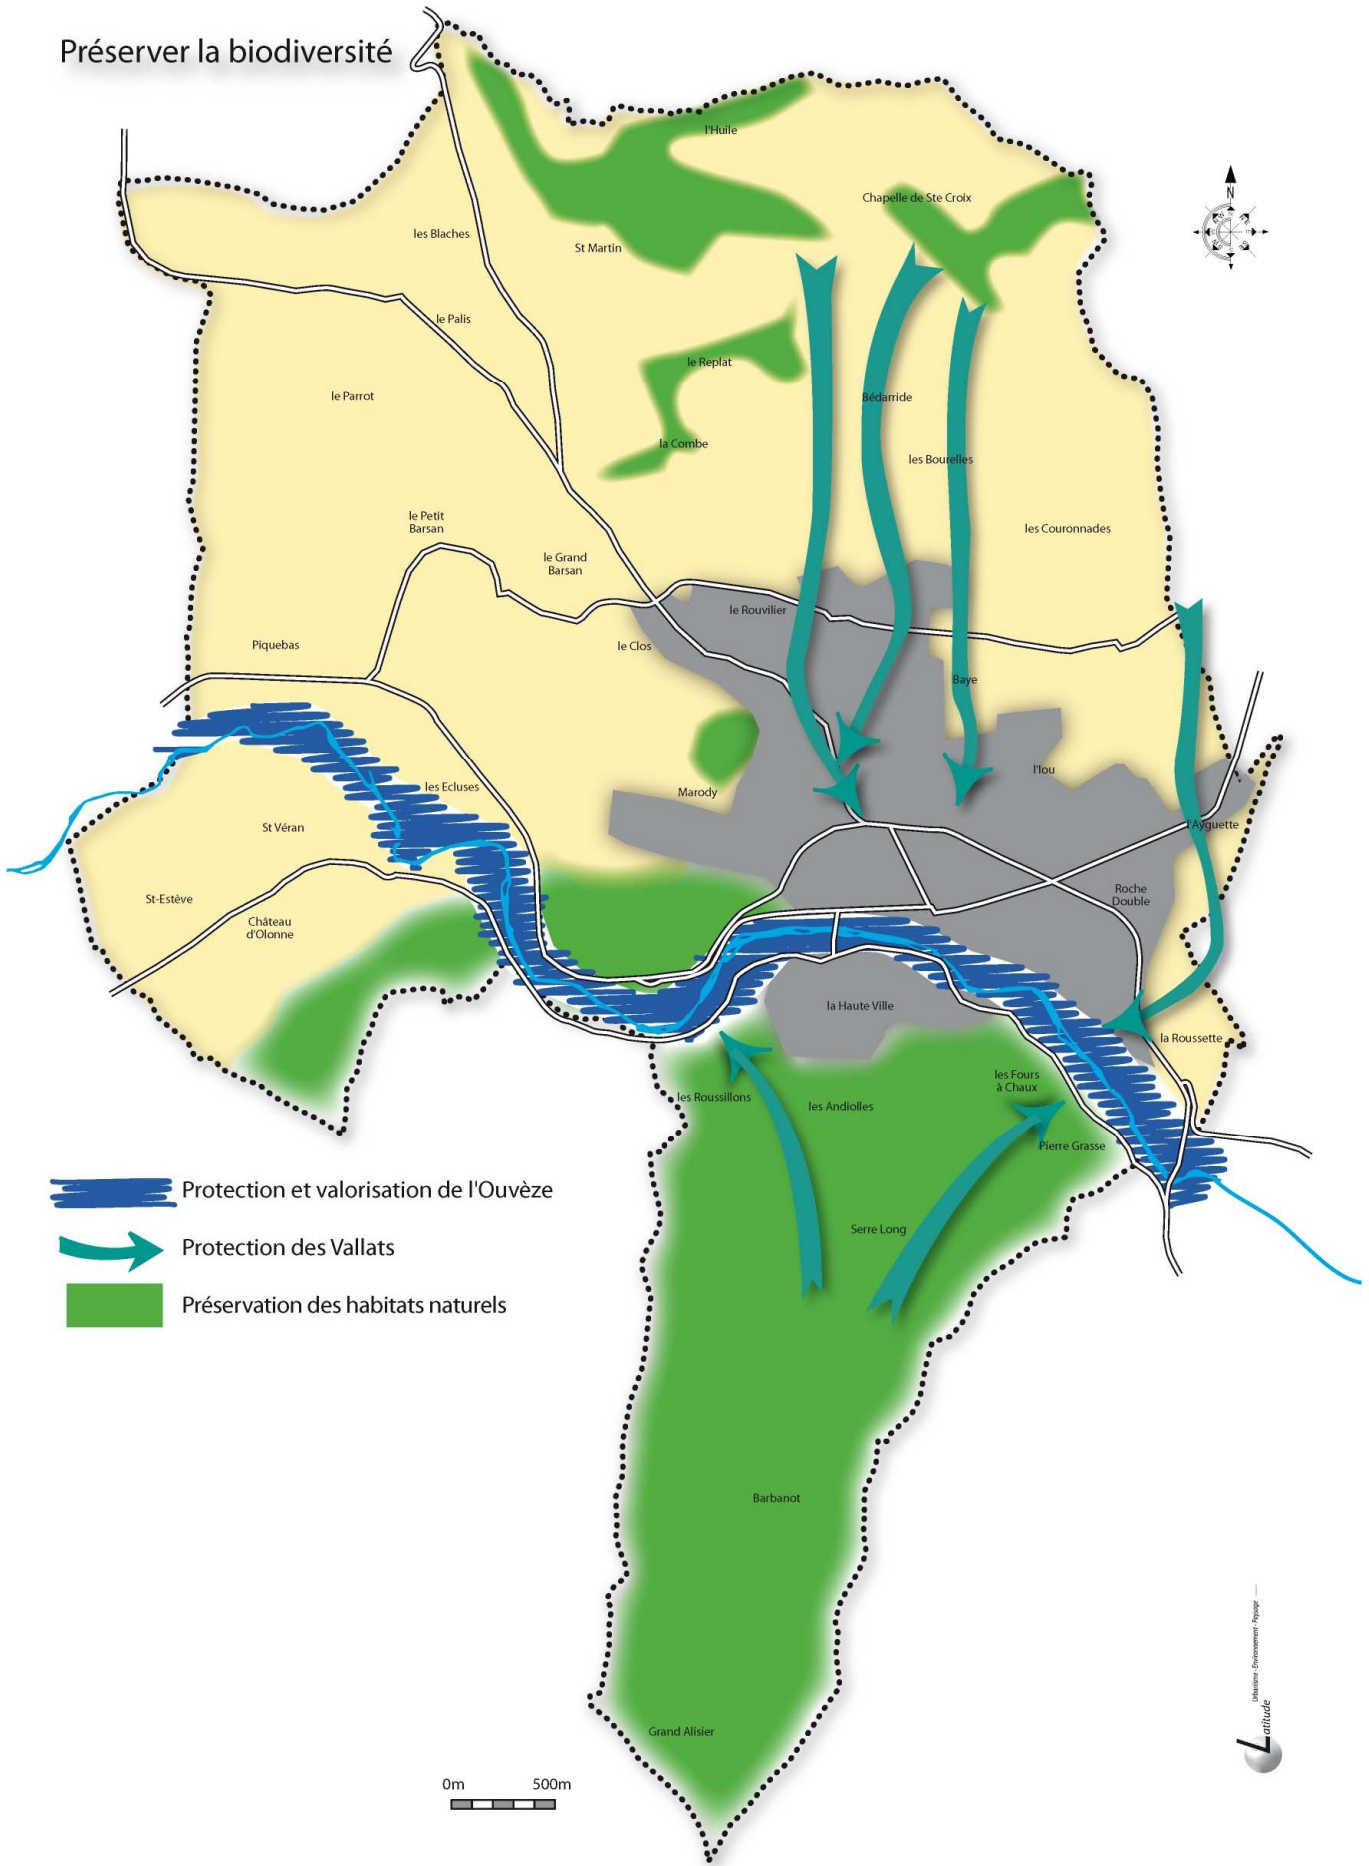 Préserver la biodiversité
l'Huile
Chapelle de Ste Croix
N
les Blaches
St Martin
le Palis
le Replat
le Parrot
Bédarride
la Combe
les Bourelles
le Petit
Barsan
les Couronnades
le Grand
Barsan
le Rouvilier
Piquebas
le Clos
Baye
l'Iou
les Ecluses
Marody
St Véran
l'Ayguette
St-Estève
Roche
Double
Château
d'Olonne
la Haute Ville
la Roussette
les Fours
à Chaux
les Roussillons
les Andiolles
Pierre Grasse
Protection et valorisation de l'Ouvèze
Serre Long
Protection des Vallats
Préservation des habitats naturels
Barbanot
Grand Alisier
0m 500m
Urbanisme - Environnement - Paysage
Latitude